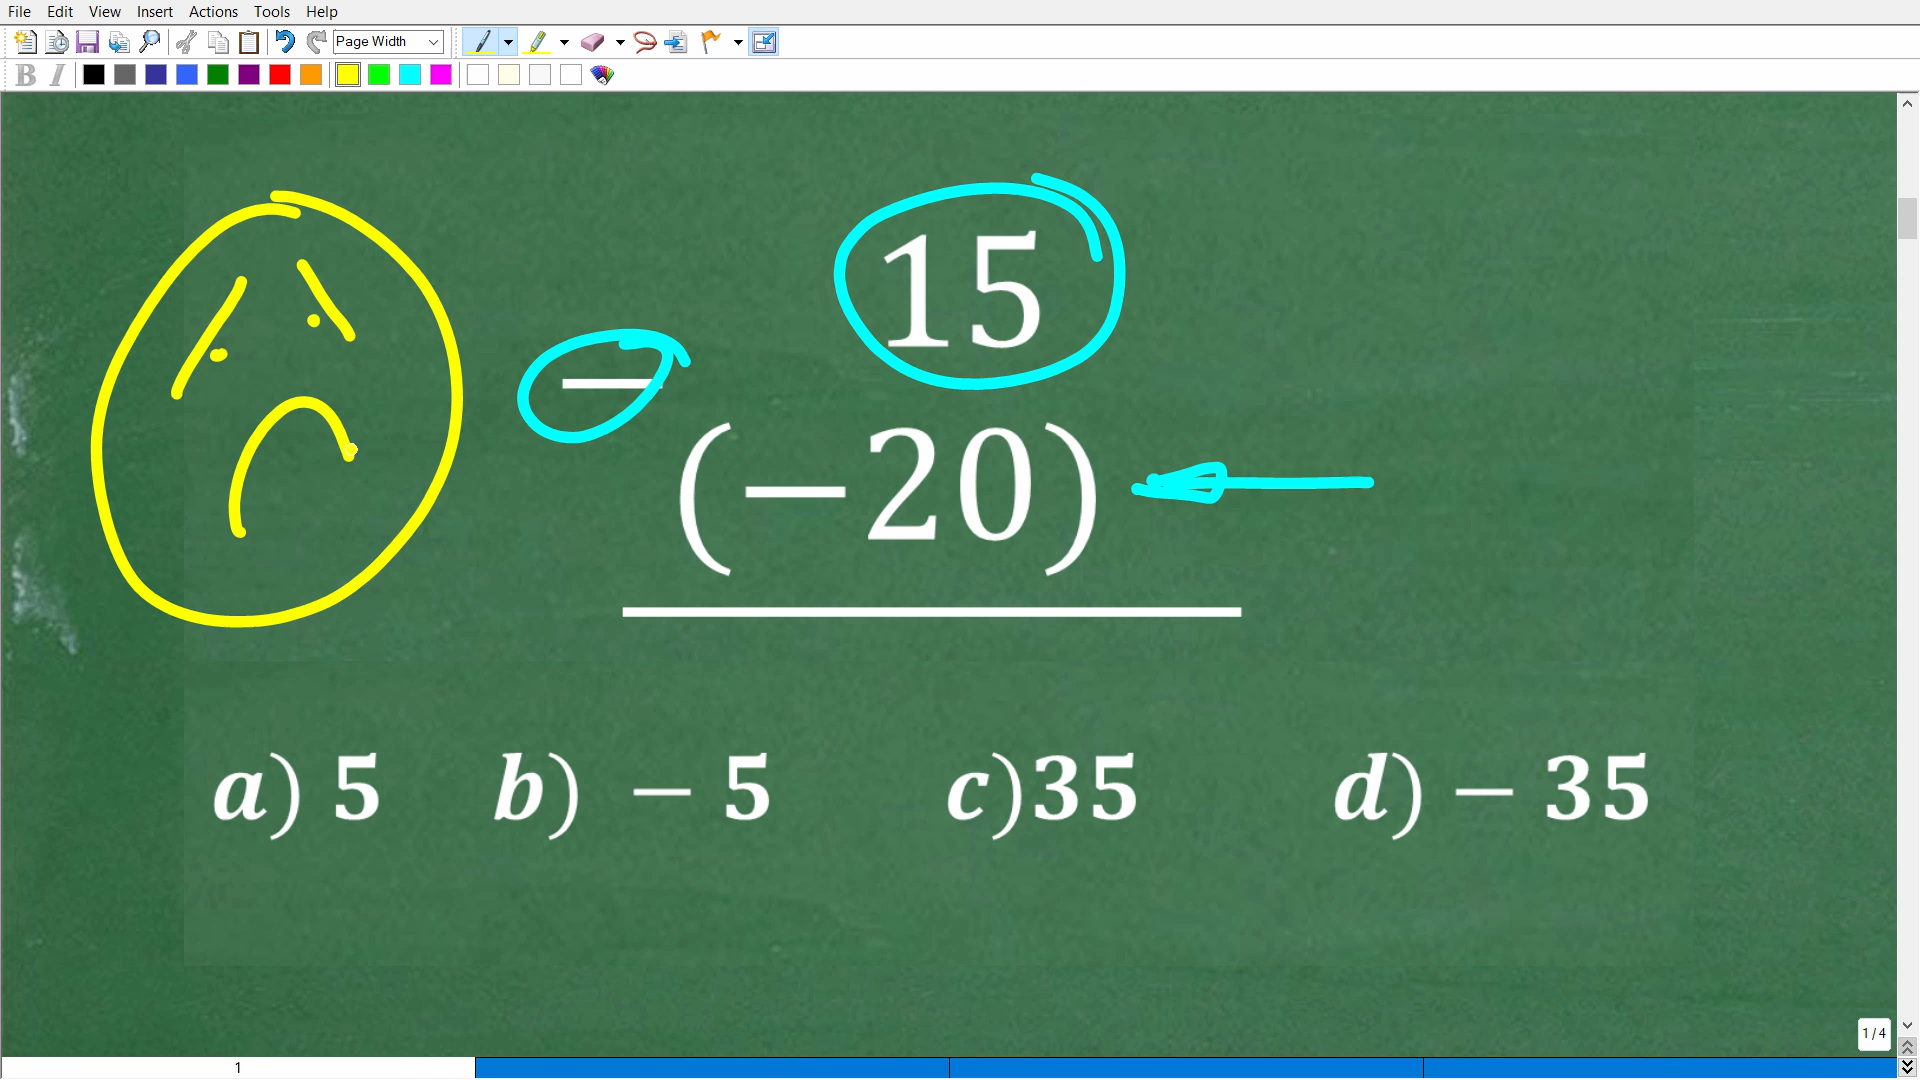 File Edit View Insert Actions Tools Help
Page Width
B I
15
−
(−20)
a) 5 b) − 5 c)35 d) − 35
1 / 4
1